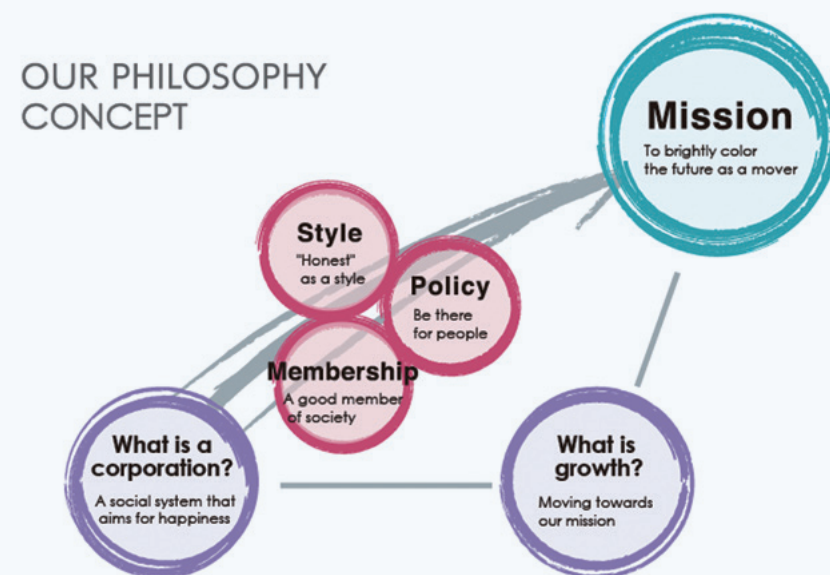 OUR PHILOSOPHY
CONCEPT
Mission
To brightly color
the future as a mover
Style
"Honest"
as a style
Policy
Be there
for people
Membership
A good member
of society
What is a
corporation?
A social system that
aims for happiness
What is
growth?
Moving towards
our mission